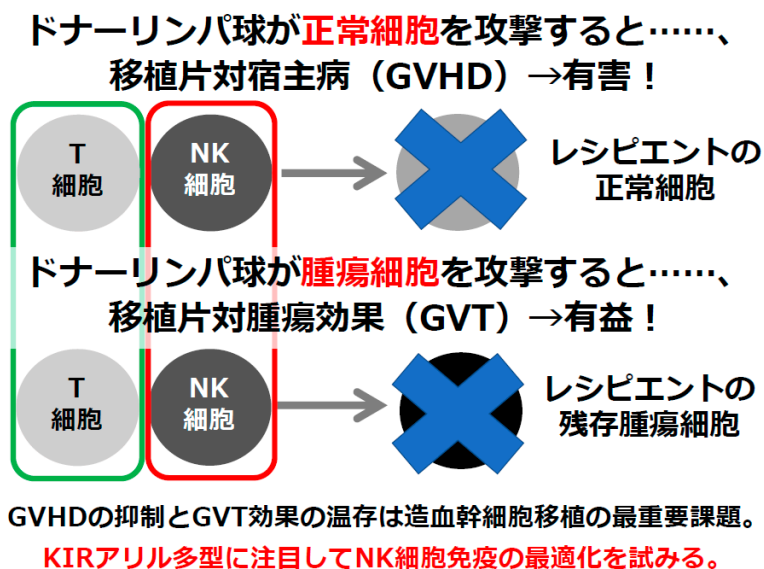 ドナーリンパ球が正常細胞を攻撃すると……、
移植片対宿主病（GVHD）→有害！
T
細胞
NK
細胞
レシピエントの
正常細胞
ドナーリンパ球が腫瘍細胞を攻撃すると……、
移植片対腫瘍効果（GVT）→有益！
T
細胞
NK
細胞
レシピエントの
残存腫瘍細胞
GVHDの抑制とGVT効果の温存は造血幹細胞移植の最重要課題。
KIRアリル多型に注目してNK細胞免疫の最適化を試みる。